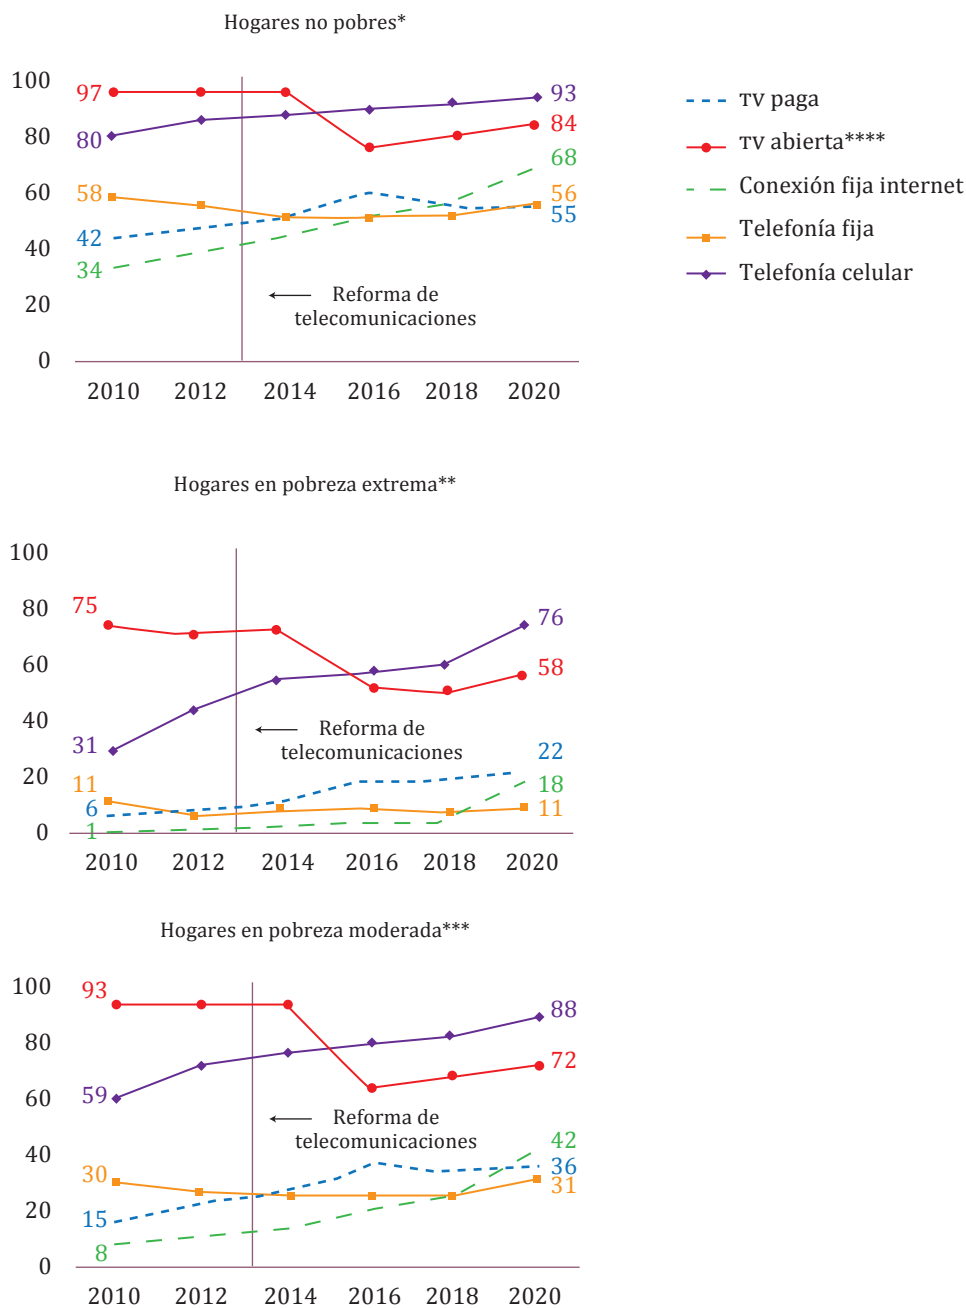 Hogares no pobres*
100
80
60
40
20
0
97
80
58
42
34
93
84
68
56
55
Reforma de
telecomunicaciones
2010 2012 2014 2016 2018 2020
TV paga
TV abierta****
Conexión fija internet
Telefonía fija
Telefonía celular
Hogares en pobreza extrema**
100
80
60
40
20
0
75
31
11
6
1
76
58
22
18
11
Reforma de
telecomunicaciones
2010 2012 2014 2016 2018 2020
Hogares en pobreza moderada***
100
80
60
40
20
0
93
59
30
15
8
88
72
42
36
31
Reforma de
telecomunicaciones
2010 2012 2014 2016 2018 2020